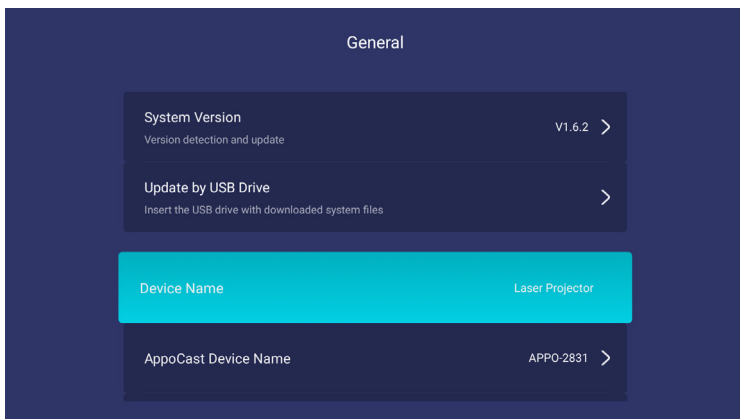 General
System Version
Version detection and update
V1.6.2
Update by USB Drive
Insert the USB drive with downloaded system files
Device Name
Laser Projector
AppoCast Device Name
APPO-2831